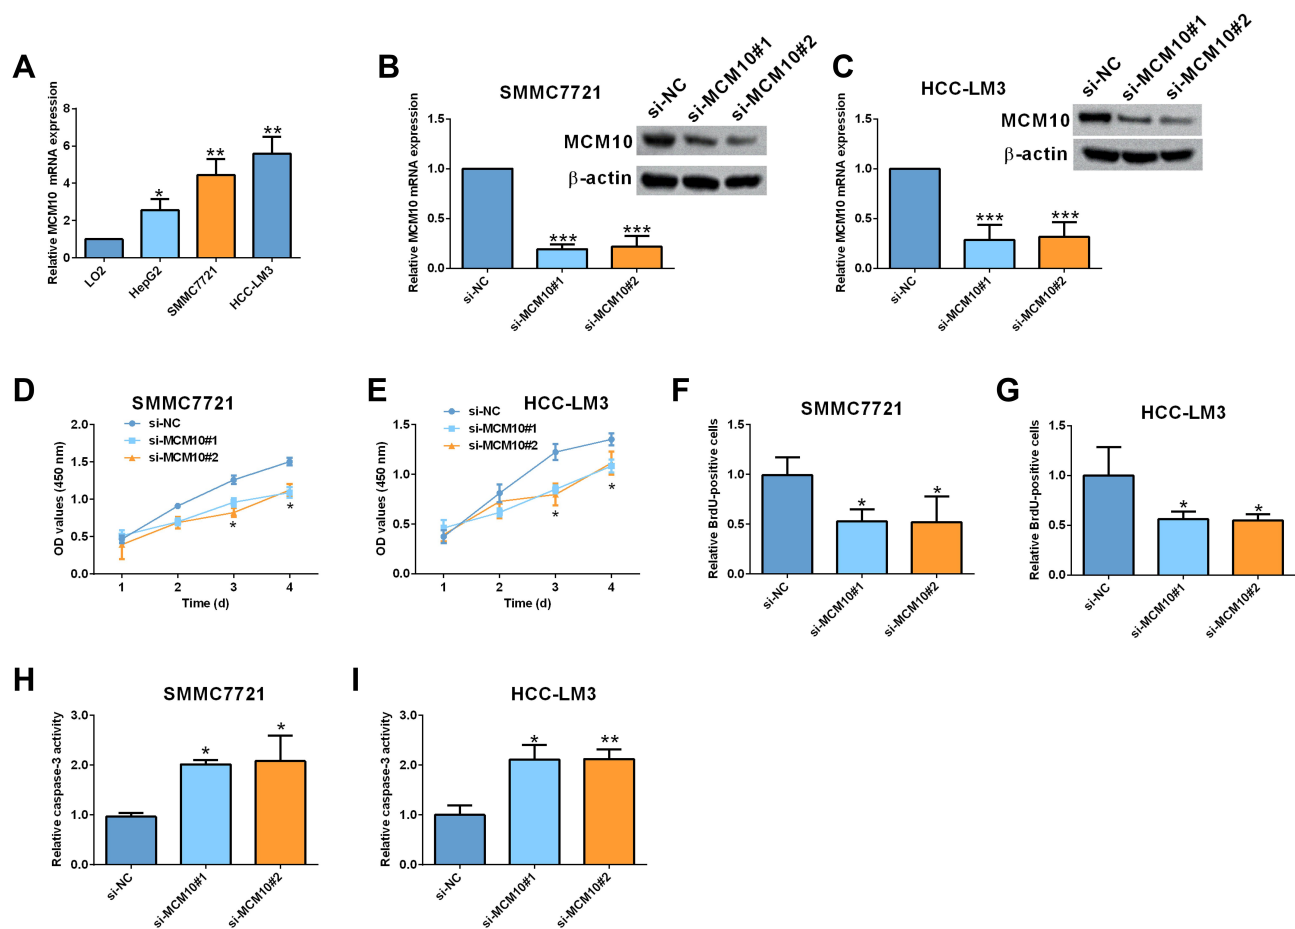 A
Relative MCM10 mRNA expression
8
6
4
2
0
*
**
**
LO2
HepG2
SMMC7721
HCC-LM3
B
SMMC7721
Relative MCM10 mRNA expression
1.5
1.0
0.5
0.0
***
***
si-NC
si-MCM10#1
si-MCM10#2
si-NC
si-MCM10#1
si-MCM10#2
MCM10
β-actin
C
HCC-LM3
Relative MCM10 mRNA expression
1.5
1.0
0.5
0.0
***
***
si-NC
si-MCM10#1
si-MCM10#2
si-NC
si-MCM10#1
si-MCM10#2
MCM10
β-actin
D
SMMC7721
si-NC
si-MCM10#1
si-MCM10#2
OD values (450 nm)
2.0
1.5
1.0
0.5
0.0
*
*
1 2 3 4
Time (d)
E
HCC-LM3
si-NC
si-MCM10#1
si-MCM10#2
OD values (450 nm)
1.5
1.0
0.5
0.0
*
*
1 2 3 4
Time (d)
F
SMMC7721
Relative BrdU-positive cells
1.5
1.0
0.5
0.0
*
*
si-NC
si-MCM10#1
si-MCM10#2
G
HCC-LM3
Relative BrdU-positive cells
1.5
1.0
0.5
0.0
*
*
si-NC
si-MCM10#1
si-MCM10#2
H
SMMC7721
Relative caspase-3 activity
3.0
2.0
1.0
0.0
*
*
si-NC
si-MCM10#1
si-MCM10#2
I
HCC-LM3
Relative caspase-3 activity
3.0
2.0
1.0
0.0
*
**
si-NC
si-MCM10#1
si-MCM10#2